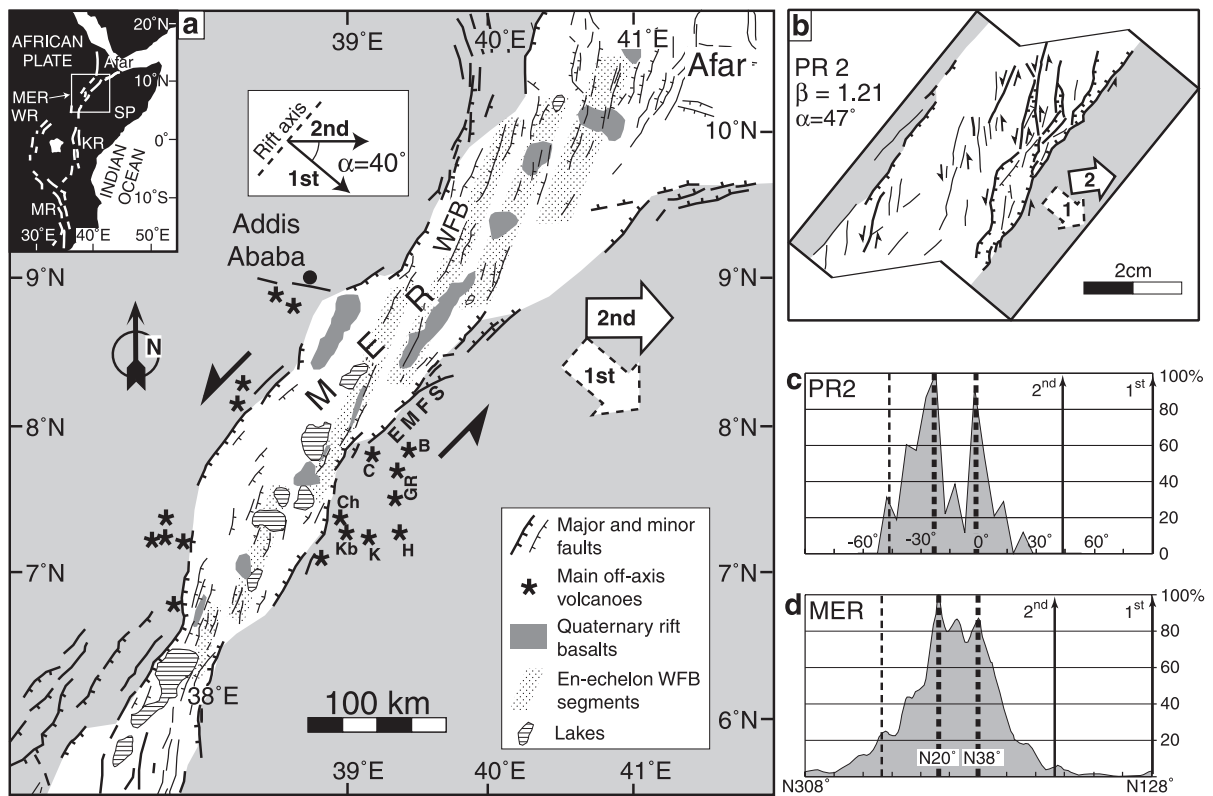 20˚N
AFRICAN
PLATE
Afar
10˚N
MER
WR
SP
KR
0˚
INDIAN
OCEAN
10˚S
MR
30˚E
40˚E
50˚E
a
39˚E
40˚E
41˚E
Afar
10˚N
Rift axis
2nd
α=40˚
1st
WFB
Addis
Ababa
9˚N
M E R
N
2nd
1st
8˚N
E M F S
B
C
GR
Ch
Kb
K
H
7˚N
38˚E
100 km
6˚N
39˚E
40˚E
41˚E
Major and minor
faults
Main off-axis
volcanoes
Quaternary rift
basalts
En-echelon WFB
segments
Lakes
b
PR 2
β = 1.21
α=47˚
2
1
2cm
c
PR2
2nd
1st
100%
80
60
40
20
0
-60˚
-30˚
0˚
30˚
60˚
d
MER
2nd
1st
100%
80
60
40
20
N20˚
N38˚
N308˚
N128˚